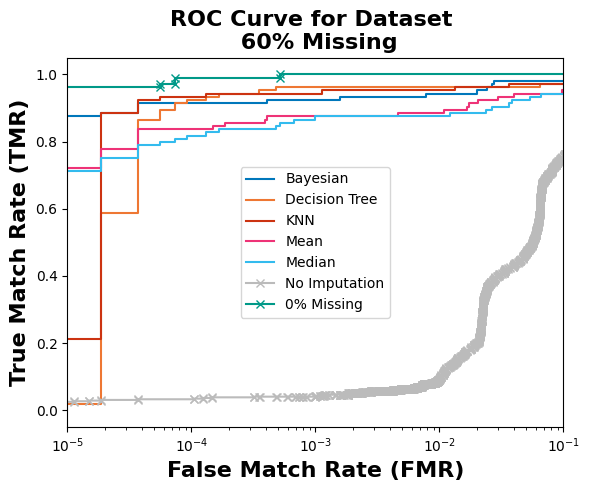 ROC Curve for Dataset
60% Missing
True Match Rate (TMR)
1.0
0.8
0.6
0.4
0.2
0.0
Bayesian
Decision Tree
KNN
Mean
Median
No Imputation
0% Missing
10⁻⁵
10⁻⁴
10⁻³
10⁻²
10⁻¹
False Match Rate (FMR)